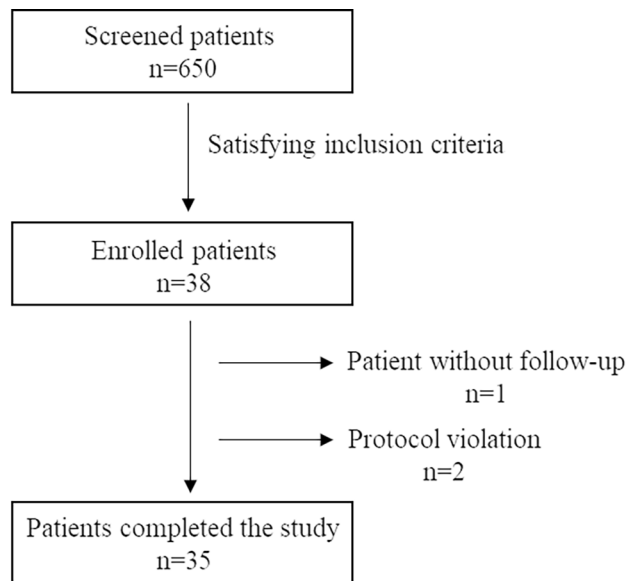 Screened patients
n=650
Satisfying inclusion criteria
Enrolled patients
n=38
Patient without follow-up
n=1
Protocol violation
n=2
Patients completed the study
n=35